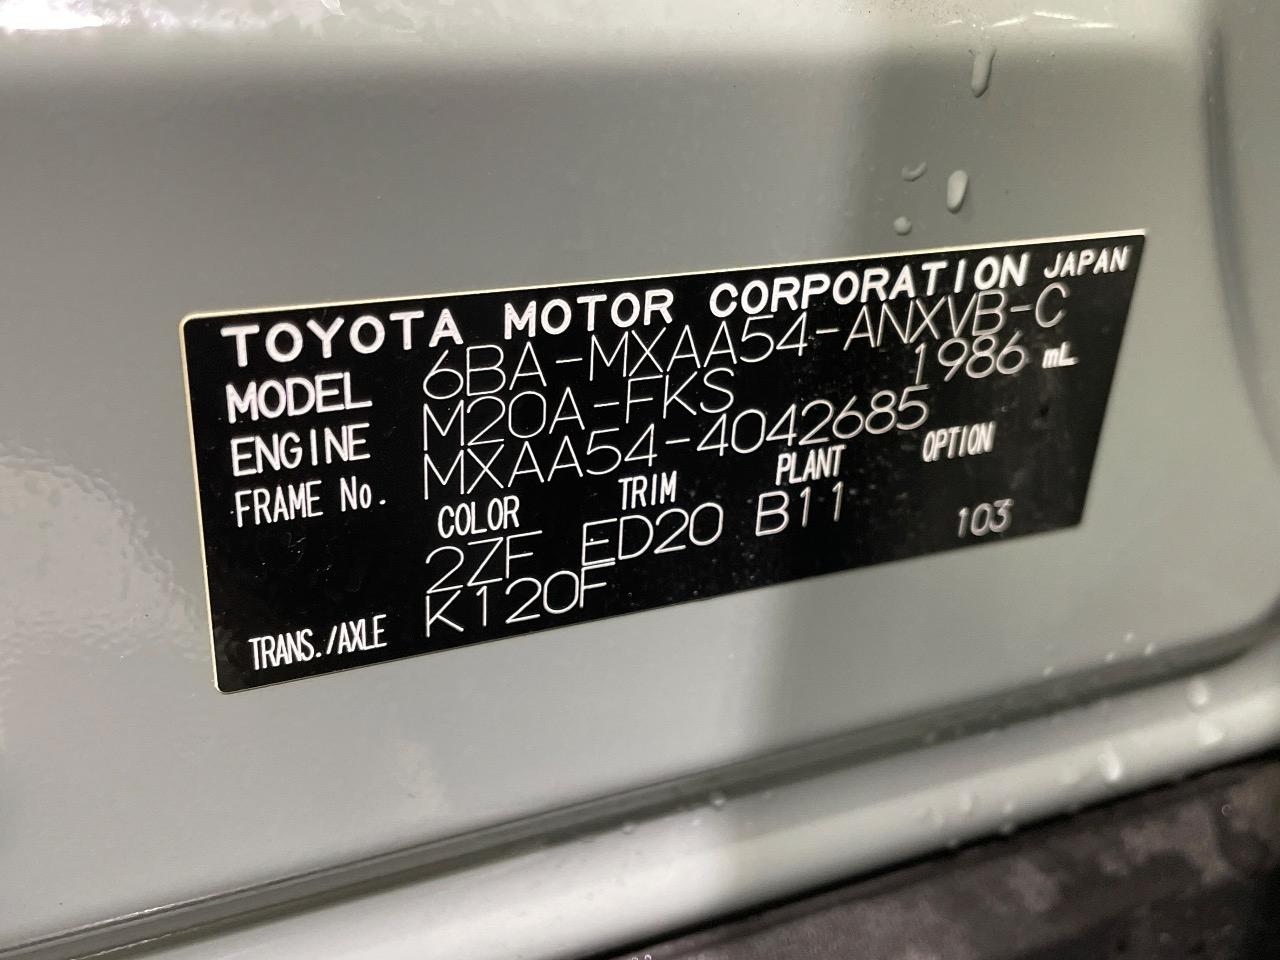 TOYOTA MOTOR CORPORATION JAPAN
MODEL 6BA-MXAA54-ANXVB-C
ENGINE M20A-FKS 1986 mL
FRAME No. MXAA54-4042685
COLOR TRIM PLANT OPTION
2ZF ED20 B11 103
TRANS./AXLE K120F